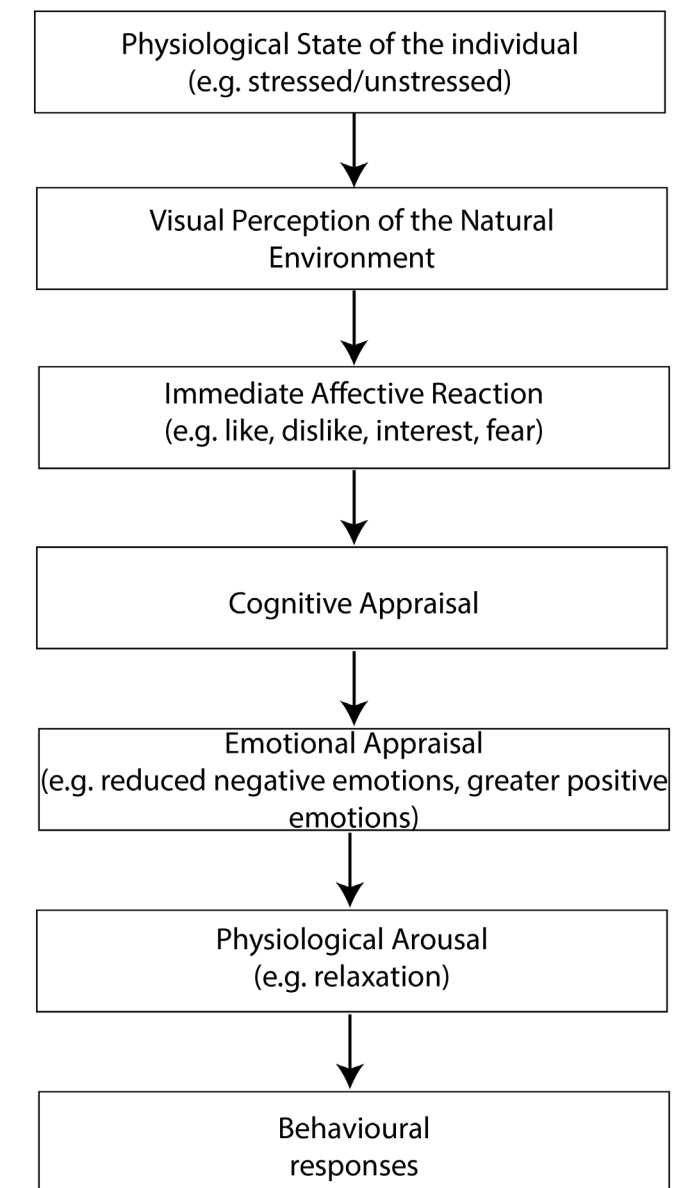 Physiological State of the individual
(e.g. stressed/unstressed)
Visual Perception of the Natural
Environment
Immediate Affective Reaction
(e.g. like, dislike, interest, fear)
Cognitive Appraisal
Emotional Appraisal
(e.g. reduced negative emotions, greater positive
emotions)
Physiological Arousal
(e.g. relaxation)
Behavioural
responses